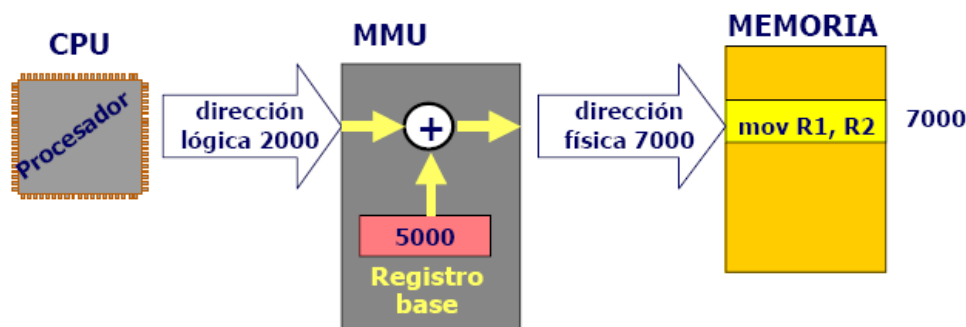 CPU
Procesador
dirección
lógica 2000
MMU
+
5000
Registro
base
dirección
física 7000
MEMORIA
mov R1, R2
7000